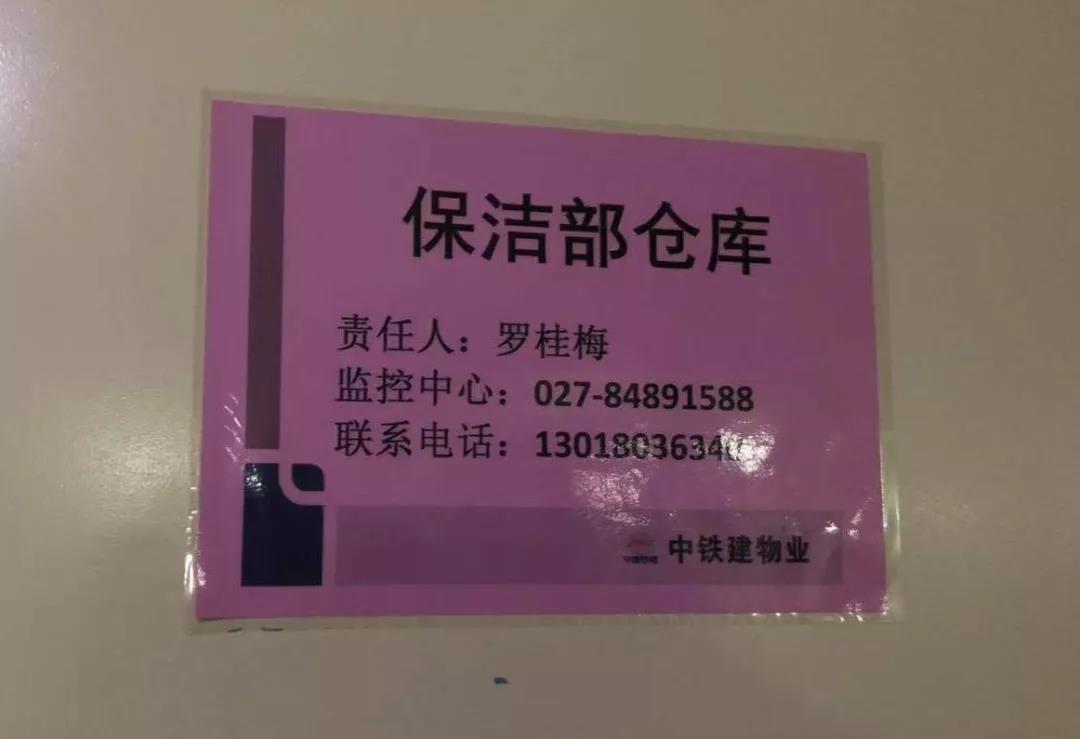 保洁部仓库
责任人：罗桂梅
监控中心：027-84891588
联系电话：13018036340
中铁建物业